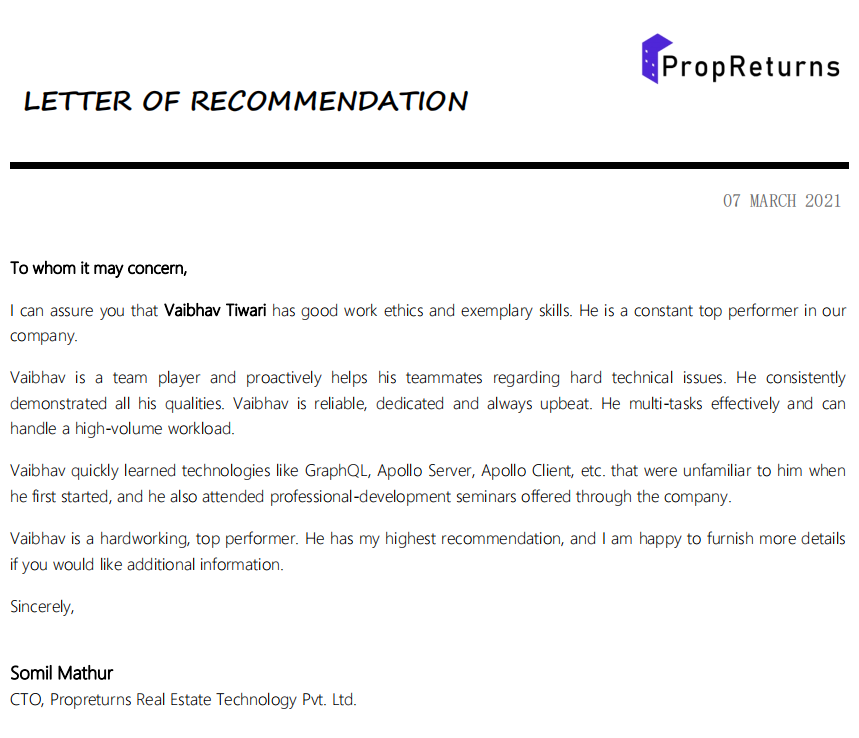 PropReturns
LETTER OF RECOMMENDATION
07 MARCH 2021
To whom it may concern,
I can assure you that Vaibhav Tiwari has good work ethics and exemplary skills. He is a constant top performer in our
company.
Vaibhav is a team player and proactively helps his teammates regarding hard technical issues. He consistently
demonstrated all his qualities. Vaibhav is reliable, dedicated and always upbeat. He multi-tasks effectively and can
handle a high-volume workload.
Vaibhav quickly learned technologies like GraphQL, Apollo Server, Apollo Client, etc. that were unfamiliar to him when
he first started, and he also attended professional-development seminars offered through the company.
Vaibhav is a hardworking, top performer. He has my highest recommendation, and I am happy to furnish more details
if you would like additional information.
Sincerely,
Somil Mathur
CTO, Propreturns Real Estate Technology Pvt. Ltd.